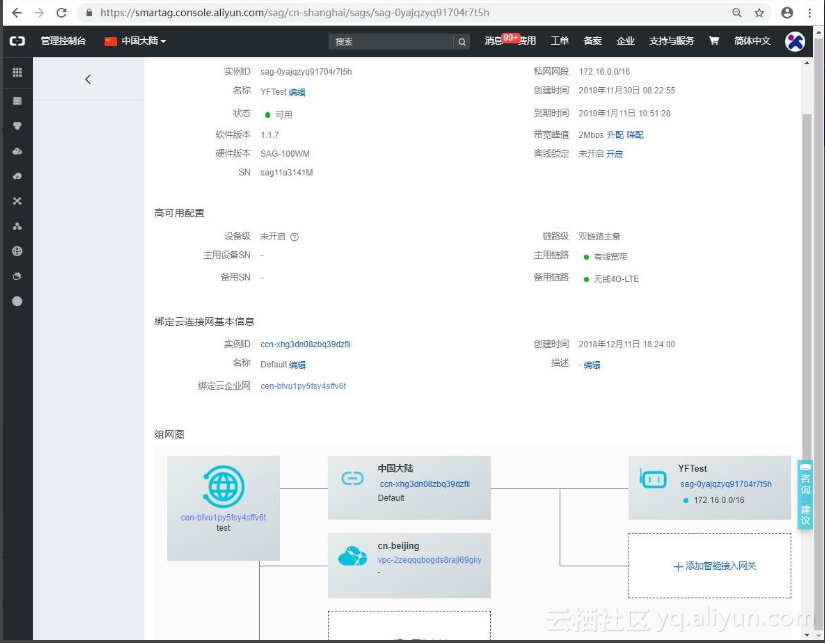 https://smartag.console.aliyun.com/sag/cn-shanghai/sags/sag-0yajqzyq91704r7t5h
管理控制台 中国大陆 搜索 消息 99+ 费用 工单 备案 企业 支持与服务 简体中文
实例ID sag-0yajqzyq91704r7t5h 私网网段 172.16.0.0/16
名称 YFTest 编辑 创建时间 2018年11月30日 08:22:55
状态 可用 到期时间 2019年1月11日 10:51:28
软件版本 1.1.7 带宽峰值 2Mbps 升配 降配
硬件版本 SAG-100WM 离线锁定 未开启 开启
SN sag11a3141M
高可用配置
设备级 未开启 链路级 双链路主备
主用设备SN - 主用链路 有线宽带
备用SN - 备用链路 无线4G-LTE
绑定云连接网基本信息
实例ID ccn-xhg3dn08zbq39dzfli 创建时间 2018年12月11日 18:24:00
名称 Default 编辑 描述 - 编辑
绑定云企业网 cen-bfvu1py5fsy4sffv6t
组网图
中国大陆 YFTest
ccn-xhg3dn08zbq39dzfli sag-0yajqzyq91704r7t5h
Default 172.16.0.0/16
cen-bfvu1py5fsy4sffv6t
test
cn-beijing
vpc-2zeqqqbogds8rajl69gky
-
添加智能接入网关
咨询·建议
云栖社区 yq.aliyun.com